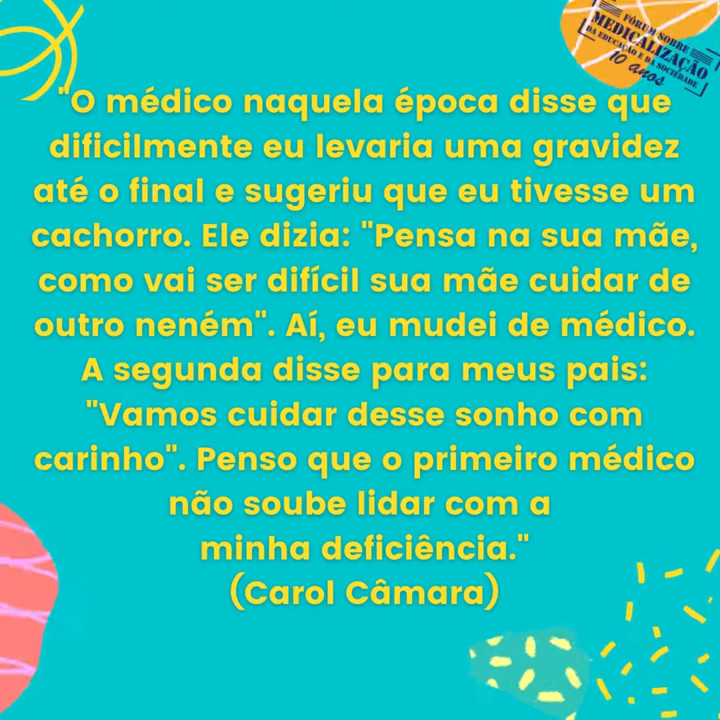 FÓRUM SOBRE
MEDICALIZAÇÃO
DA EDUCAÇÃO E DA SOCIEDADE
10 anos
"O médico naquela época disse que
dificilmente eu levaria uma gravidez
até o final e sugeriu que eu tivesse um
cachorro. Ele dizia: "Pensa na sua mãe,
como vai ser difícil sua mãe cuidar de
outro neném". Aí, eu mudei de médico.
A segunda disse para meus pais:
"Vamos cuidar desse sonho com
carinho". Penso que o primeiro médico
não soube lidar com a
minha deficiência."
(Carol Câmara)